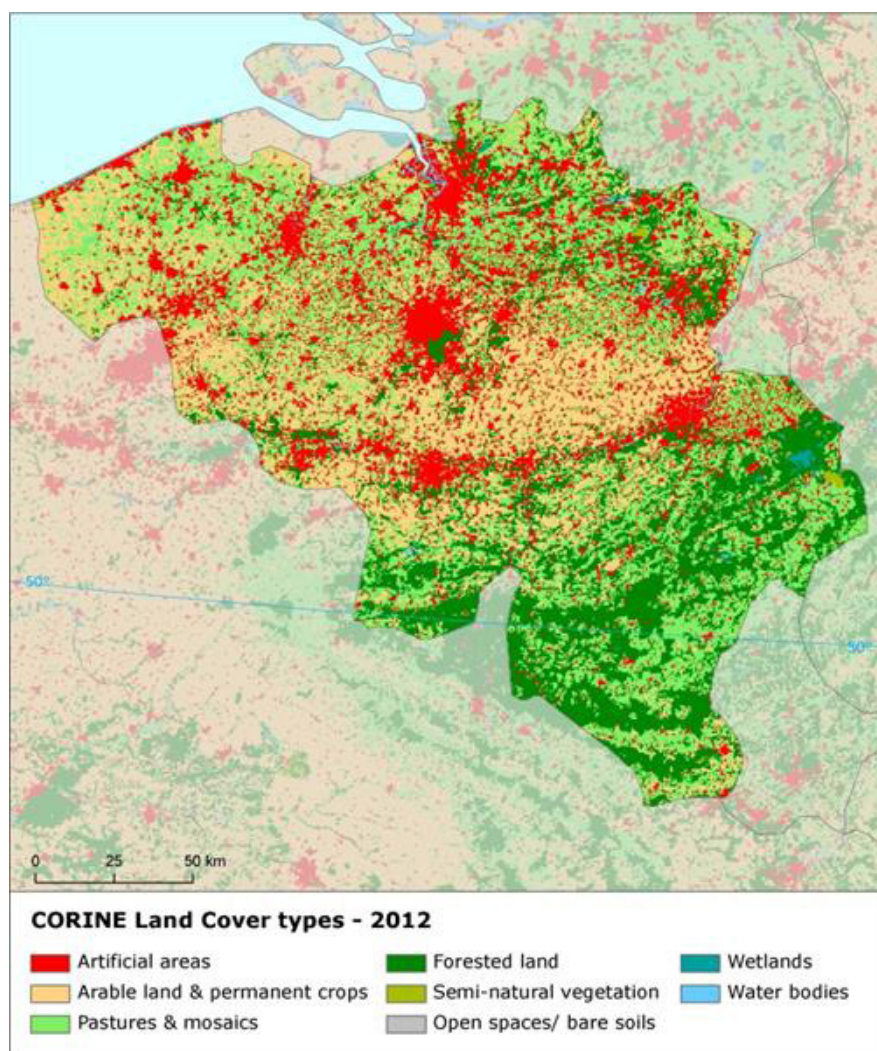 50°
50°
0 25 50 km
CORINE Land Cover types - 2012
Artificial areas
Forested land
Wetlands
Arable land & permanent crops
Semi-natural vegetation
Water bodies
Pastures & mosaics
Open spaces/ bare soils